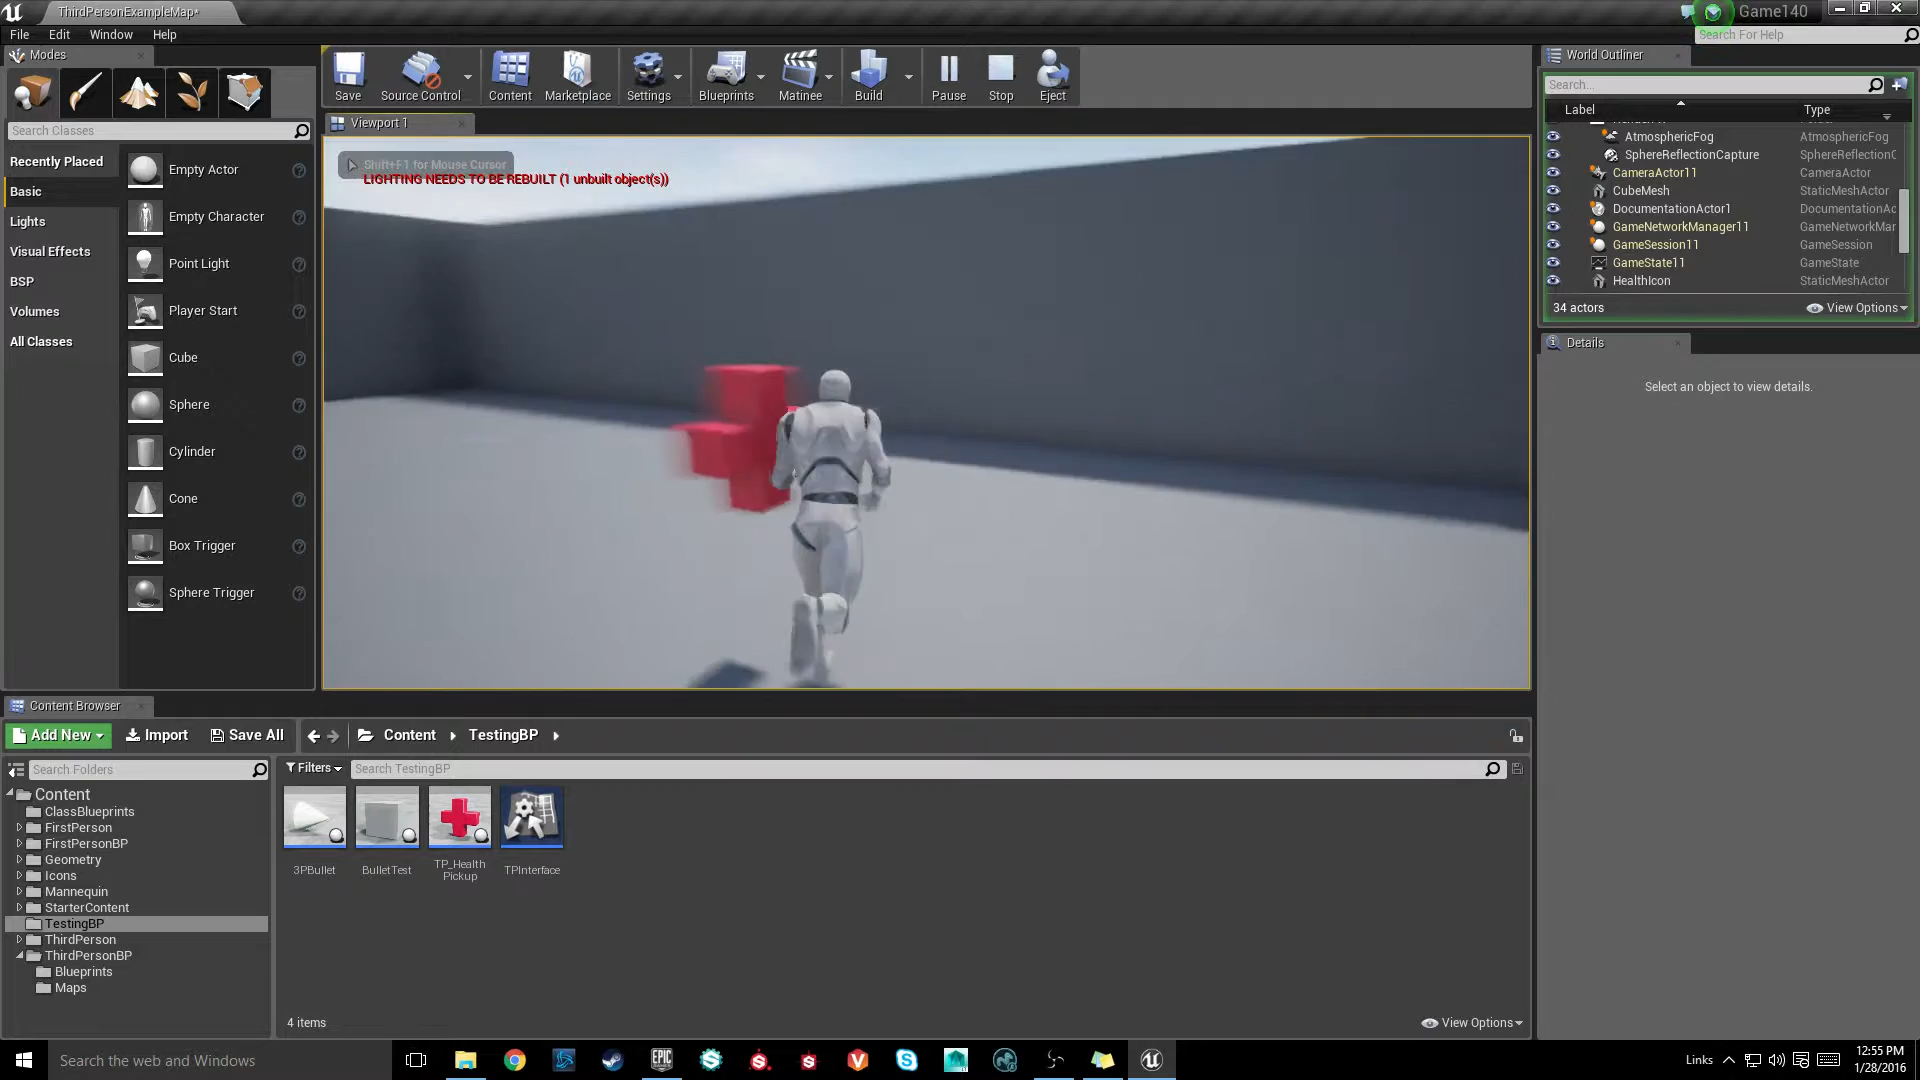 ThirdPersonExampleMap*
Game140
File Edit Window Help
Search For Help
Modes
Save
Source Control
Content
Marketplace
Settings
Blueprints
Matinee
Build
Pause
Stop
Eject
World Outliner
Search...
Label Type
Search Classes
Viewport 1
Recently Placed
Basic
Lights
Visual Effects
BSP
Volumes
All Classes
Empty Actor
Empty Character
Point Light
Player Start
Cube
Sphere
Cylinder
Cone
Box Trigger
Sphere Trigger
Shift+F1 for Mouse Cursor
LIGHTING NEEDS TO BE REBUILT (1 unbuilt object(s))
AtmosphericFog AtmosphericFog
SphereReflectionCapture SphereReflectionC
CameraActor11 CameraActor
CubeMesh StaticMeshActor
DocumentationActor1 DocumentationAc
GameNetworkManager11 GameNetworkMar
GameSession11 GameSession
GameState11 GameState
HealthIcon StaticMeshActor
34 actors View Options
Details
Select an object to view details.
Content Browser
Add New Import Save All Content TestingBP
Search Folders
Filters Search TestingBP
Content
ClassBlueprints
FirstPerson
FirstPersonBP
Geometry
Icons
Mannequin
StarterContent
TestingBP
ThirdPerson
ThirdPersonBP
Blueprints
Maps
3PBullet
BulletTest
TP_Health
Pickup
TPInterface
4 items View Options
Search the web and Windows
EPIC
Links
12:55 PM
1/28/2016